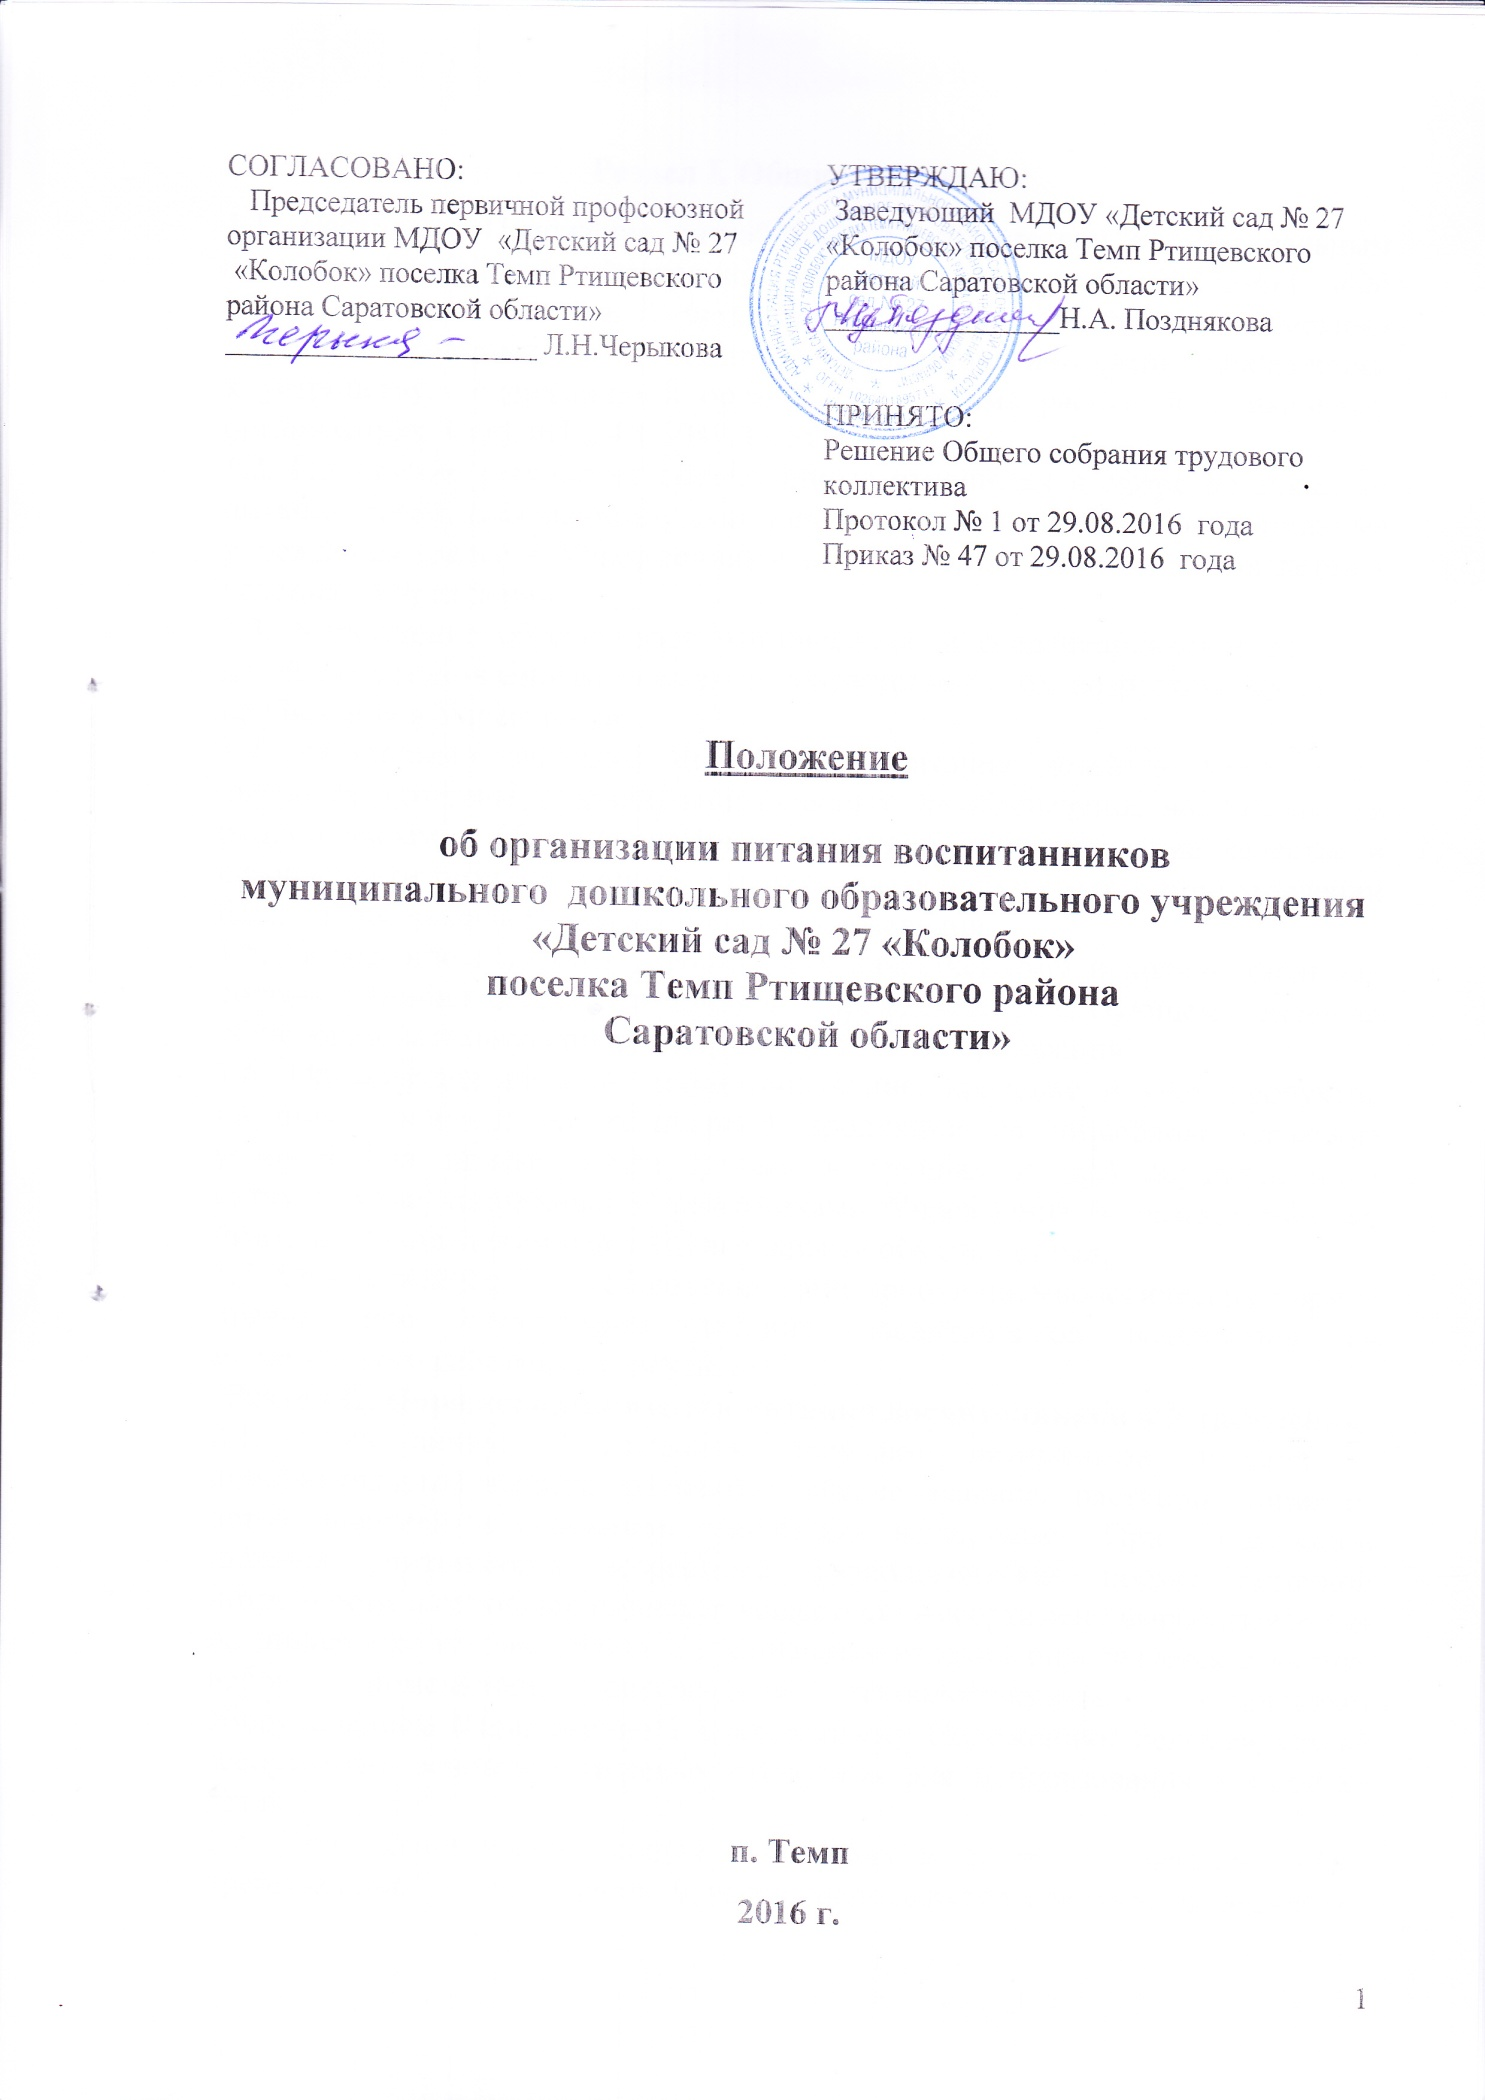 СОГЛАСОВАНО:
Председатель первичной профсоюзной
организации МДОУ «Детский сад № 27
«Колобок» поселка Темп Ртищевского
района Саратовской области»
Л.Н.Черыкова
УТВЕРЖДАЮ:
Заведующий МДОУ «Детский сад № 27
«Колобок» поселка Темп Ртищевского
района Саратовской области»
Н.А. Позднякова
ПРИНЯТО:
Решение Общего собрания трудового
коллектива
Протокол № 1 от 29.08.2016 года
Приказ № 47 от 29.08.2016 года
Положение
об организации питания воспитанников
муниципального дошкольного образовательного учреждения
«Детский сад № 27 «Колобок»
поселка Темп Ртищевского района
Саратовской области»
п. Темп
2016 г.
1